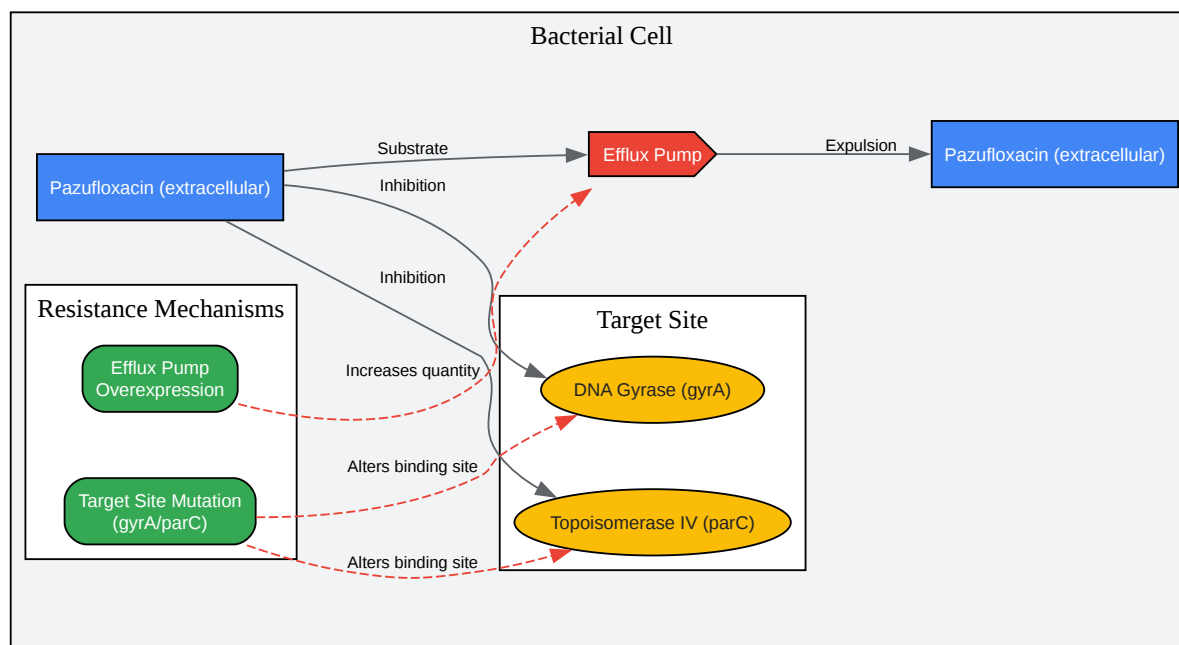 Bacterial Cell
Substrate
Efflux Pump
Expulsion
Pazufloxacin (extracellular)
Pazufloxacin (extracellular)
Inhibition
Inhibition
Resistance Mechanisms
Target Site
Efflux Pump
Overexpression
Increases quantity
DNA Gyrase (gyrA)
Alters binding site
Target Site Mutation
(gyrA/parC)
Topoisomerase IV (parC)
Alters binding site